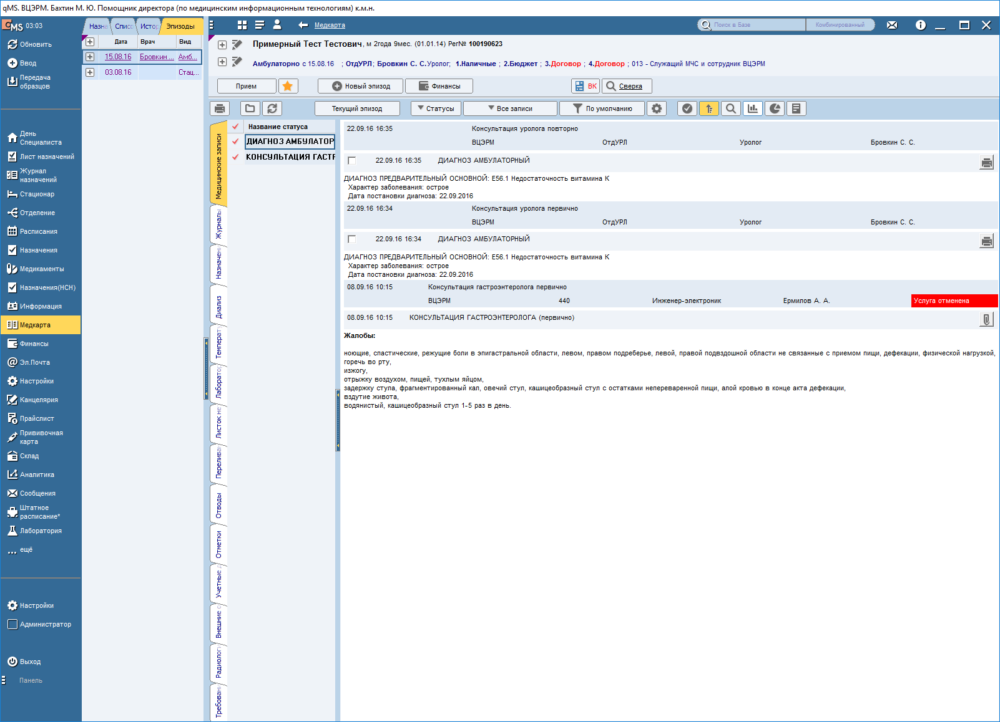 qMS. ВЦЭРМ. Бахтин М. Ю. Помощник директора (по медицинским информационным технологиям) к.м.н.
qMS 03:03
Обновить
Ввод
Передача
образцов
День
Специалиста
Лист назначений
Журнал
назначений
Стационар
Отделение
Расписания
Назначения
Медикаменты
Назначения(НСН)
Информация
Медкарта
Финансы
Эл.Почта
Настройки
Канцелярия
Прайслист
Прививочная
карта
Склад
Аналитика
Сообщения
Штатное
расписание*
Лаборатория
... ещё
Настройки
Администратор
Выход
Панель
Назна Списо Истор Эпизоды
Дата Врач Вид
15.08.16 Бровкин ... Амб...
03.08.16 Стац...
Медкарта
Поиск в Базе Комбинированный
Примерный Тест Тестович, м 2года 9мес. (01.01.14) Рег№ 100190623
Амбулаторно с 15.08.16 ; ОтдУРЛ; Бровкин С. С.Уролог; 1.Наличные ; 2.Бюджет ; 3.Договор ; 4.Договор ; 013 - Служащий МЧС и сотрудник ВЦЭРМ
Прием Новый эпизод Финансы ВК Сверка
Текущий эпизод Статусы Все записи По умолчанию
Медицинские записи
Журналы
Назначени
Диализ
Температ
Лаборатор
Листок не
Перелива
Отводы
Отметки
Учетные
Внешние
Радиолог
Требован
Название статуса
ДИАГНОЗ АМБУЛАТОР
КОНСУЛЬТАЦИЯ ГАСТР
22.09.16 16:35 Консультация уролога повторно
ВЦЭРМ ОтдУРЛ Уролог Бровкин С. С.
22.09.16 16:35 ДИАГНОЗ АМБУЛАТОРНЫЙ
ДИАГНОЗ ПРЕДВАРИТЕЛЬНЫЙ ОСНОВНОЙ: E56.1 Недостаточность витамина К
Характер заболевания: острое
Дата постановки диагноза: 22.09.2016
22.09.16 16:34 Консультация уролога первично
ВЦЭРМ ОтдУРЛ Уролог Бровкин С. С.
22.09.16 16:34 ДИАГНОЗ АМБУЛАТОРНЫЙ
ДИАГНОЗ ПРЕДВАРИТЕЛЬНЫЙ ОСНОВНОЙ: E56.1 Недостаточность витамина К
Характер заболевания: острое
Дата постановки диагноза: 22.09.2016
08.09.16 10:15 Консультация гастроэнтеролога первично
ВЦЭРМ 440 Инженер-электроник Ермилов А. А. Услуга отменена
08.09.16 10:15 КОНСУЛЬТАЦИЯ ГАСТРОЭНТЕРОЛОГА (первично)
Жалобы:
ноющие, спастические, режущие боли в эпигастральной области, левом, правом подреберье, левой, правой подвздошной области не связанные с приемом пищи, дефекации, физической нагрузкой,
горечь во рту,
изжогу,
отрыжку воздухом, пищей, тухлым яйцом,
задержку стула, фрагментированный кал, овечий стул, кашицеобразный стул с остатками непереваренной пищи, алой кровью в конце акта дефекации,
вздутие живота,
водянистый, кашицеобразный стул 1-5 раз в день.